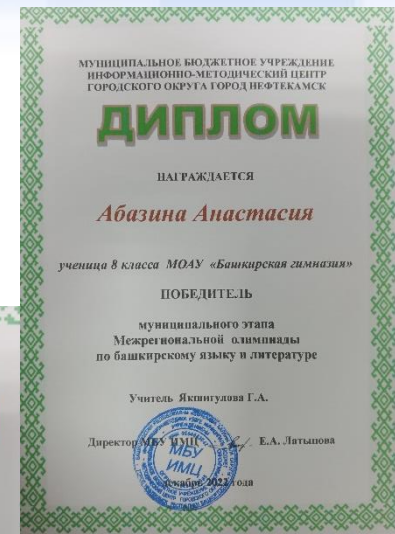 МУНИЦИПАЛЬНОЕ БЮДЖЕТНОЕ УЧРЕЖДЕНИЕ
ИНФОРМАЦИОННО-МЕТОДИЧЕСКИЙ ЦЕНТР
ГОРОДСКОГО ОКРУГА ГОРОД НЕФТЕКАМСК
ДИПЛОМ
НАГРАЖДАЕТСЯ
Абазина Анастасия
ученица 8 класса МОАУ «Башкирская гимназия»
ПОБЕДИТЕЛЬ
муниципального этапа
Межрегиональной олимпиады
по башкирскому языку и литературе
Учитель Якшигулова Г.А.
Директор МБУ ИМЦ Е.А. Латыпова
МБУ
ИМЦ
декабрь 2022 года